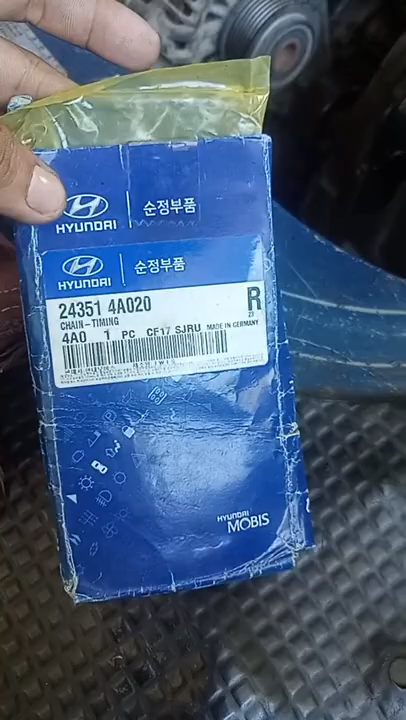 HYUNDAI 순정부품
HYUNDAI 순정부품
24351 4A020 R
CHAIN-TIMING
4A0 1 PC CF17 SJRU MADE IN GERMANY
HYUNDAI
MOBIS